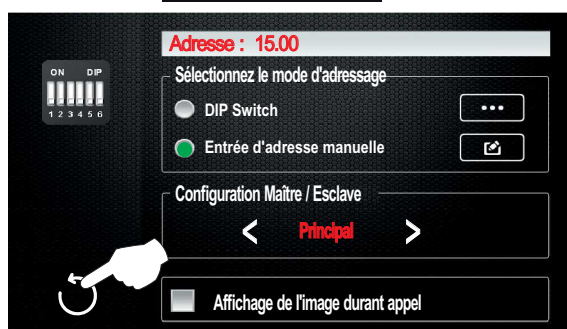 Adresse : 15.00
Sélectionnez le mode d'adressage
ON DIP
1 2 3 4 5 6
DIP Switch
Entrée d'adresse manuelle
Configuration Maître / Esclave
< Principal >
Affichage de l'image durant appel